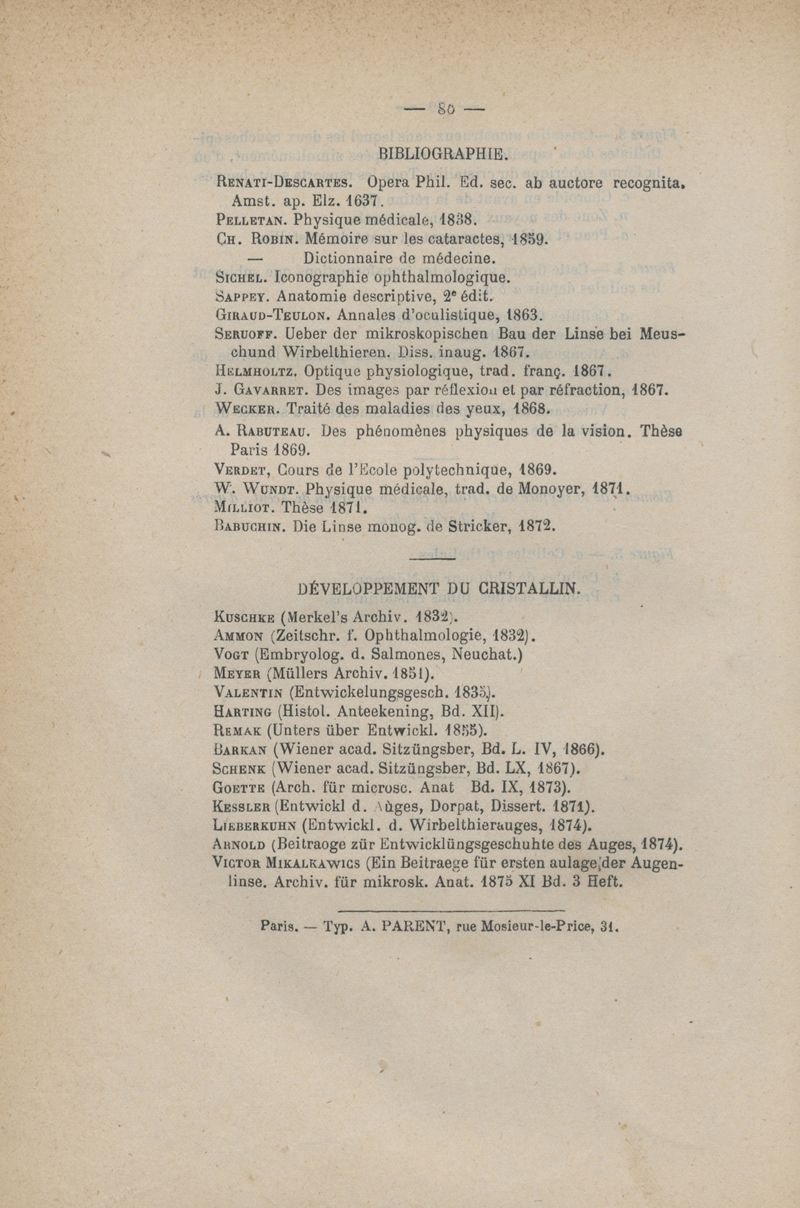 — 80 —
BIBLIOGRAPHIE.
RENATI-DESCARTES. Opera Phil. Ed. sec. ab auctore recognita.
Amst. ap. Elz. 1637.
PELLETAN. Physique médicale, 1838.
CH. ROBIN. Mémoire sur les cataractes, 1859.
— Dictionnaire de médecine.
SICHEL. Iconographie ophthalmologique.
SAPPEY. Anatomie descriptive, 2e édit.
GIRAUD-TEULON. Annales d'oculistique, 1863.
SERUOFF. Ueber der mikroskopischen Bau der Linse bei Meus-
chund Wirbelthieren. Diss. inaug. 1867.
HELMHOLTZ. Optique physiologique, trad. franç. 1867.
J. GAVARRET. Des images par réflexion et par réfraction, 1867.
WECKER. Traité des maladies des yeux, 1868.
A. RABUTEAU. Des phénomènes physiques de la vision. Thèse
Paris 1869.
VERDET, Cours de l'Ecole polytechnique, 1869.
W. WUNDT. Physique médicale, trad. de Monoyer, 1871.
MILLIOT. Thèse 1871.
BABUCHIN. Die Linse monog. de Stricker, 1872.
DÉVELOPPEMENT DU CRISTALLIN.
KUSCHKE (Merkel's Archiv. 1832).
AMMON (Zeitschr. f. Ophthalmologie, 1832).
VOGT (Embryolog. d. Salmones, Neuchat.)
MEYER (Müllers Archiv. 1851).
VALENTIN (Entwickelungsgesch. 1835).
HARTING (Histol. Anteekening, Bd. XII).
REMAK (Unters über Entwickl. 1855).
BARKAN (Wiener acad. Sitzüngsber, Bd. L. IV, 1866).
SCHENK (Wiener acad. Sitzüngsber, Bd. LX, 1867).
GOETTE (Arch. für microsc. Anat Bd. IX, 1873).
KESSLER (Entwickl d. Aüges, Dorpat, Dissert. 1871).
LIEBERKUHN (Entwickl. d. Wirbelthierauges, 1874).
ARNOLD (Beitraoge zür Entwicklüngsgeschuhte des Auges, 1874).
VICTOR MIKALKAWICS (Ein Beitraege für ersten aulage der Augen-
linse. Archiv. für mikrosk. Anat. 1875 XI Bd. 3 Heft.
Paris. — Typ. A. PARENT, rue Mosieur-le-Price, 31.